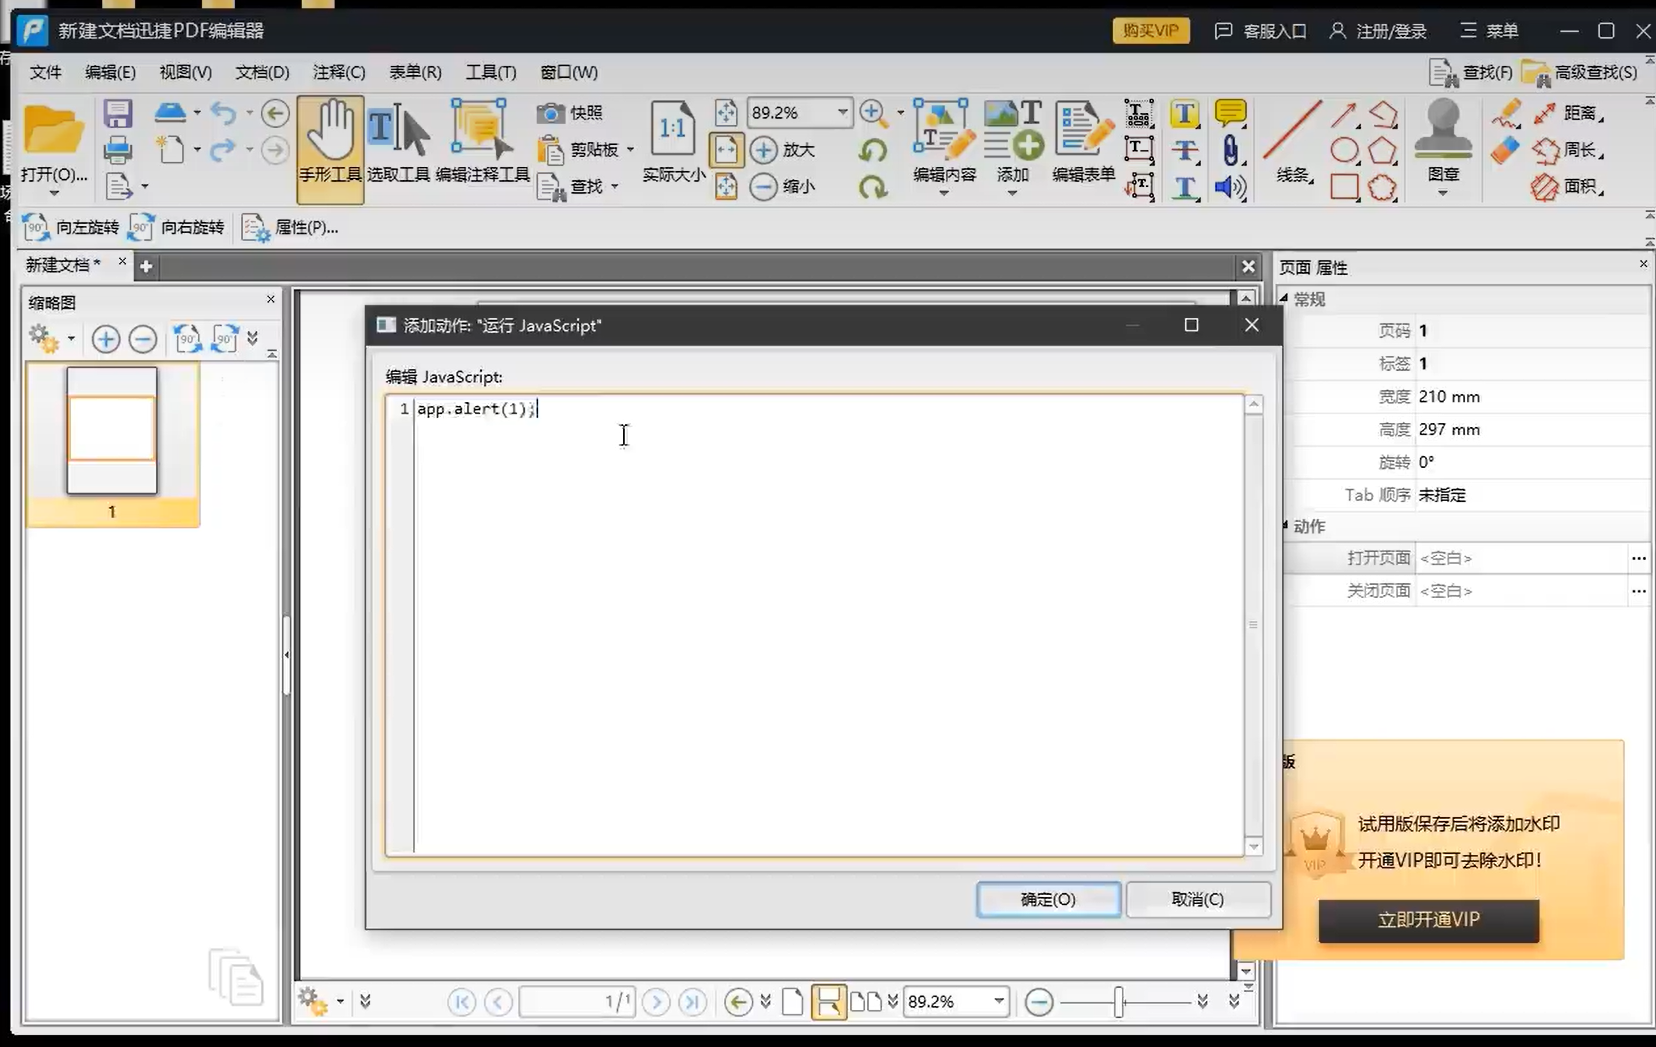 新建文档迅捷PDF编辑器
购买VIP 客服入口 注册/登录 菜单
文件 编辑(E) 视图(V) 文档(D) 注释(C) 表单(R) 工具(T) 窗口(W) 查找(F) 高级查找(S)
打开(O)... 手形工具 选取工具 编辑注释工具 快照 剪贴板 查找 实际大小 1:1 89.2% 放大 缩小 编辑内容 添加 编辑表单 线条 图章 距离 周长 面积
向左旋转 向右旋转 属性(P)...
新建文档 *
缩略图
1
添加动作: "运行 JavaScript"
编辑 JavaScript:
1 app.alert(1);
确定(O) 取消(C)
页面 属性
常规
页码 1
标签 1
宽度 210 mm
高度 297 mm
旋转 0°
Tab 顺序 未指定
动作
打开页面 <空白> ...
关闭页面 <空白> ...
版
试用版保存后将添加水印
开通VIP即可去除水印!
VIP
立即开通VIP
1/1 89.2%